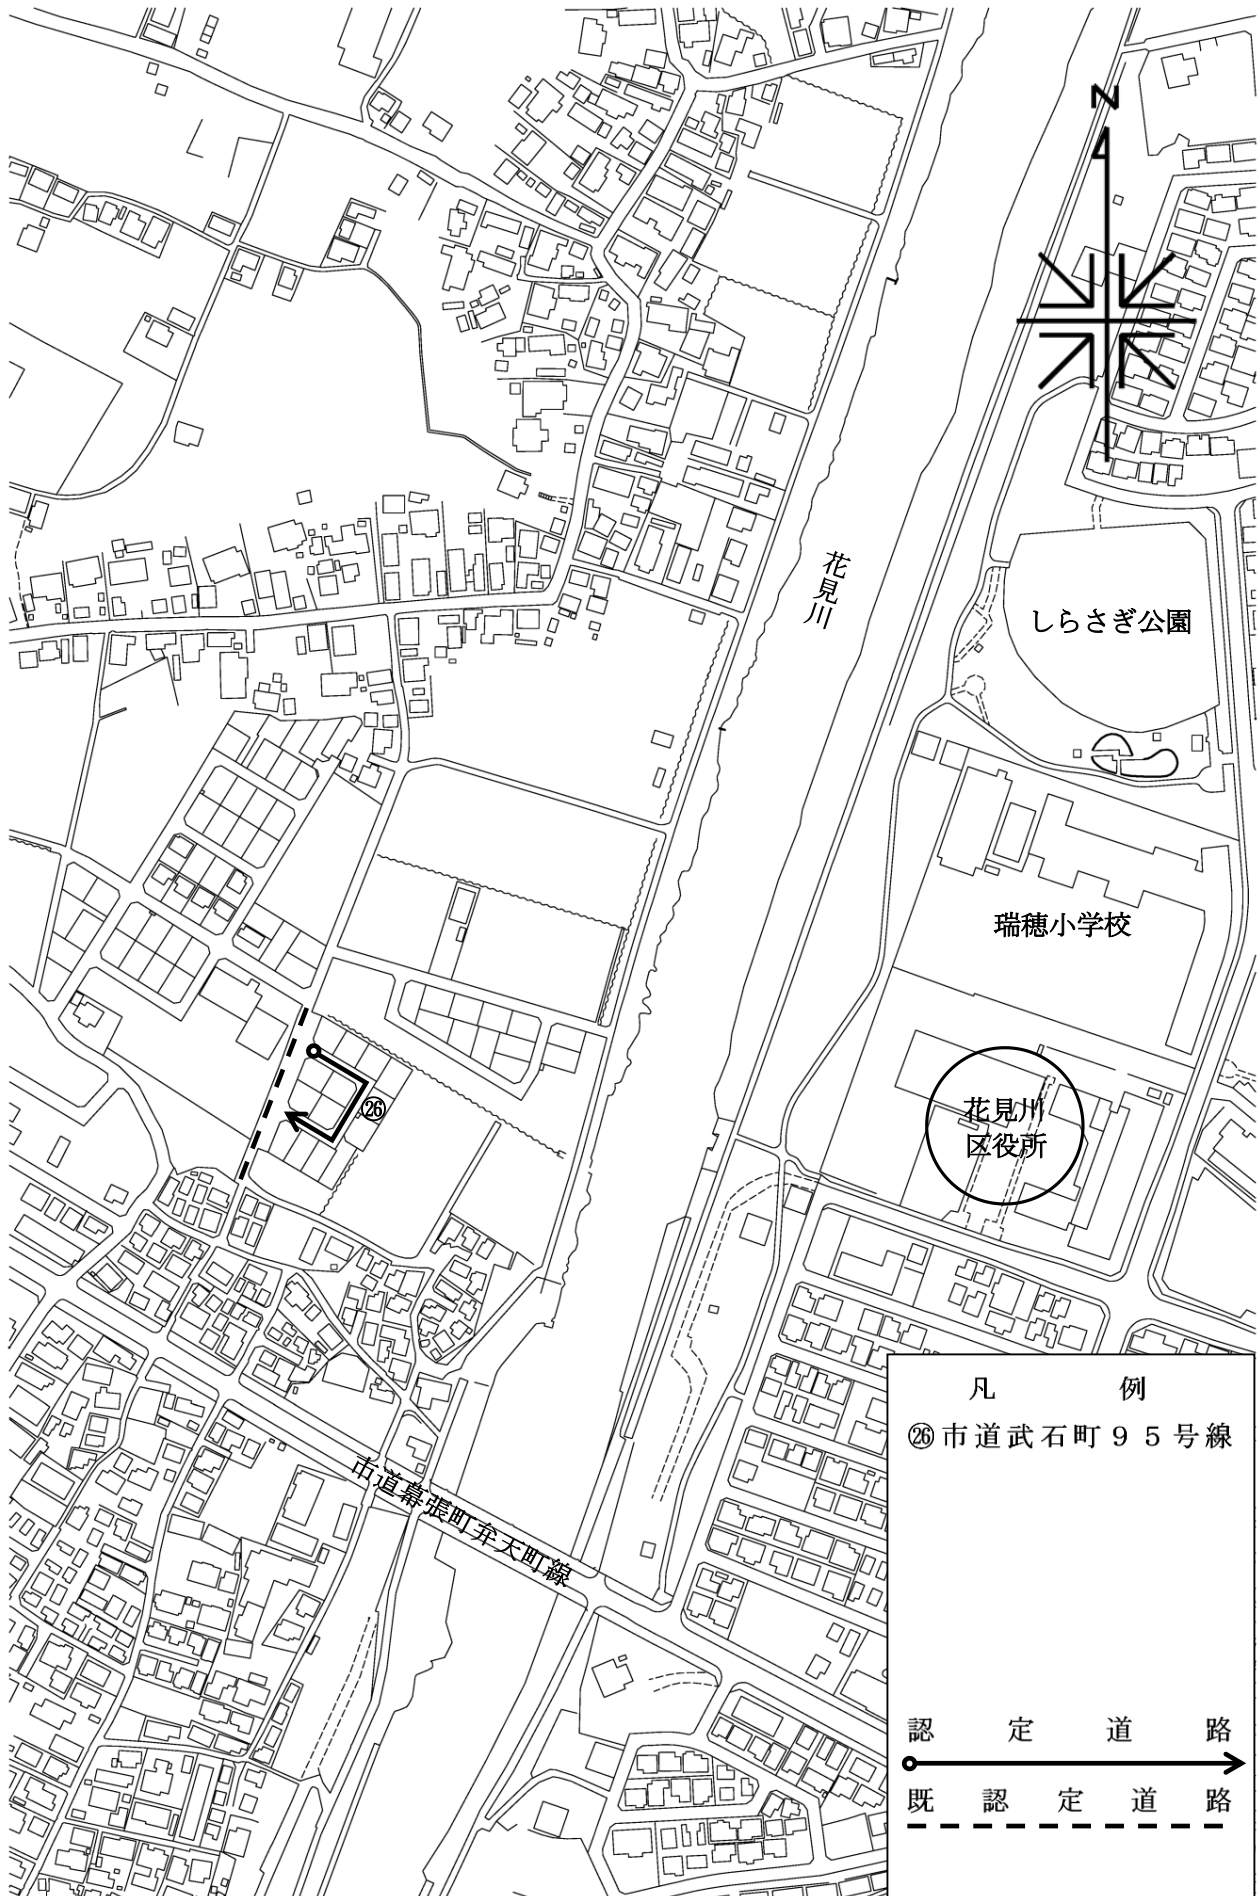 N
花見川
しらさぎ公園
瑞穂小学校
花見川
区役所
㉖
市道幕張町弁天町線
凡 例
㉖市道武石町95号線
認定道路
既認定道路